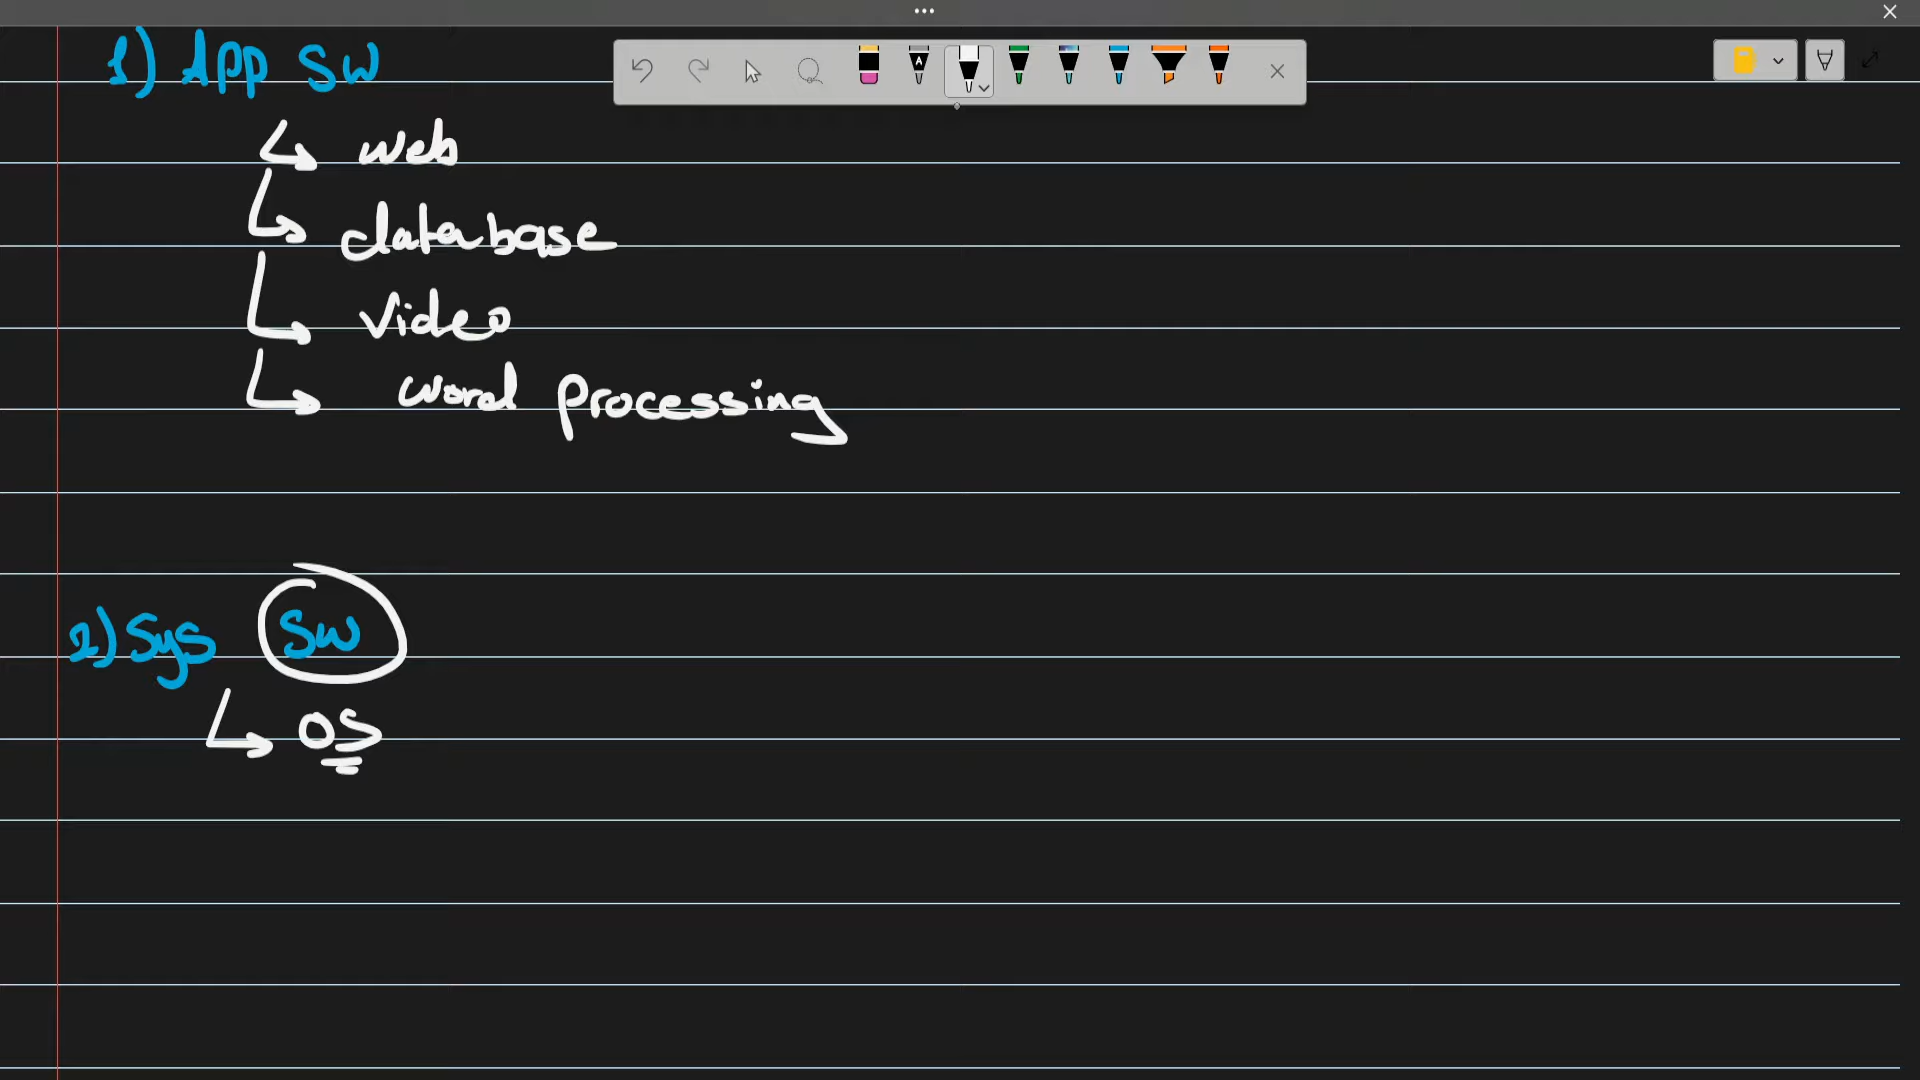 1) App SW
↳ web
↳ database
↳ video
↳ word processing
2) Sys SW
↳ OS